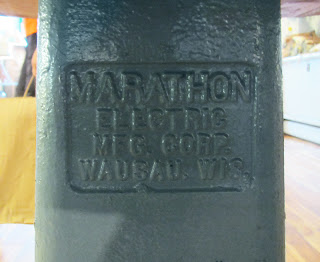 MARATHON
ELECTRIC
MFG. CORP.
WAUSAU, WIS.